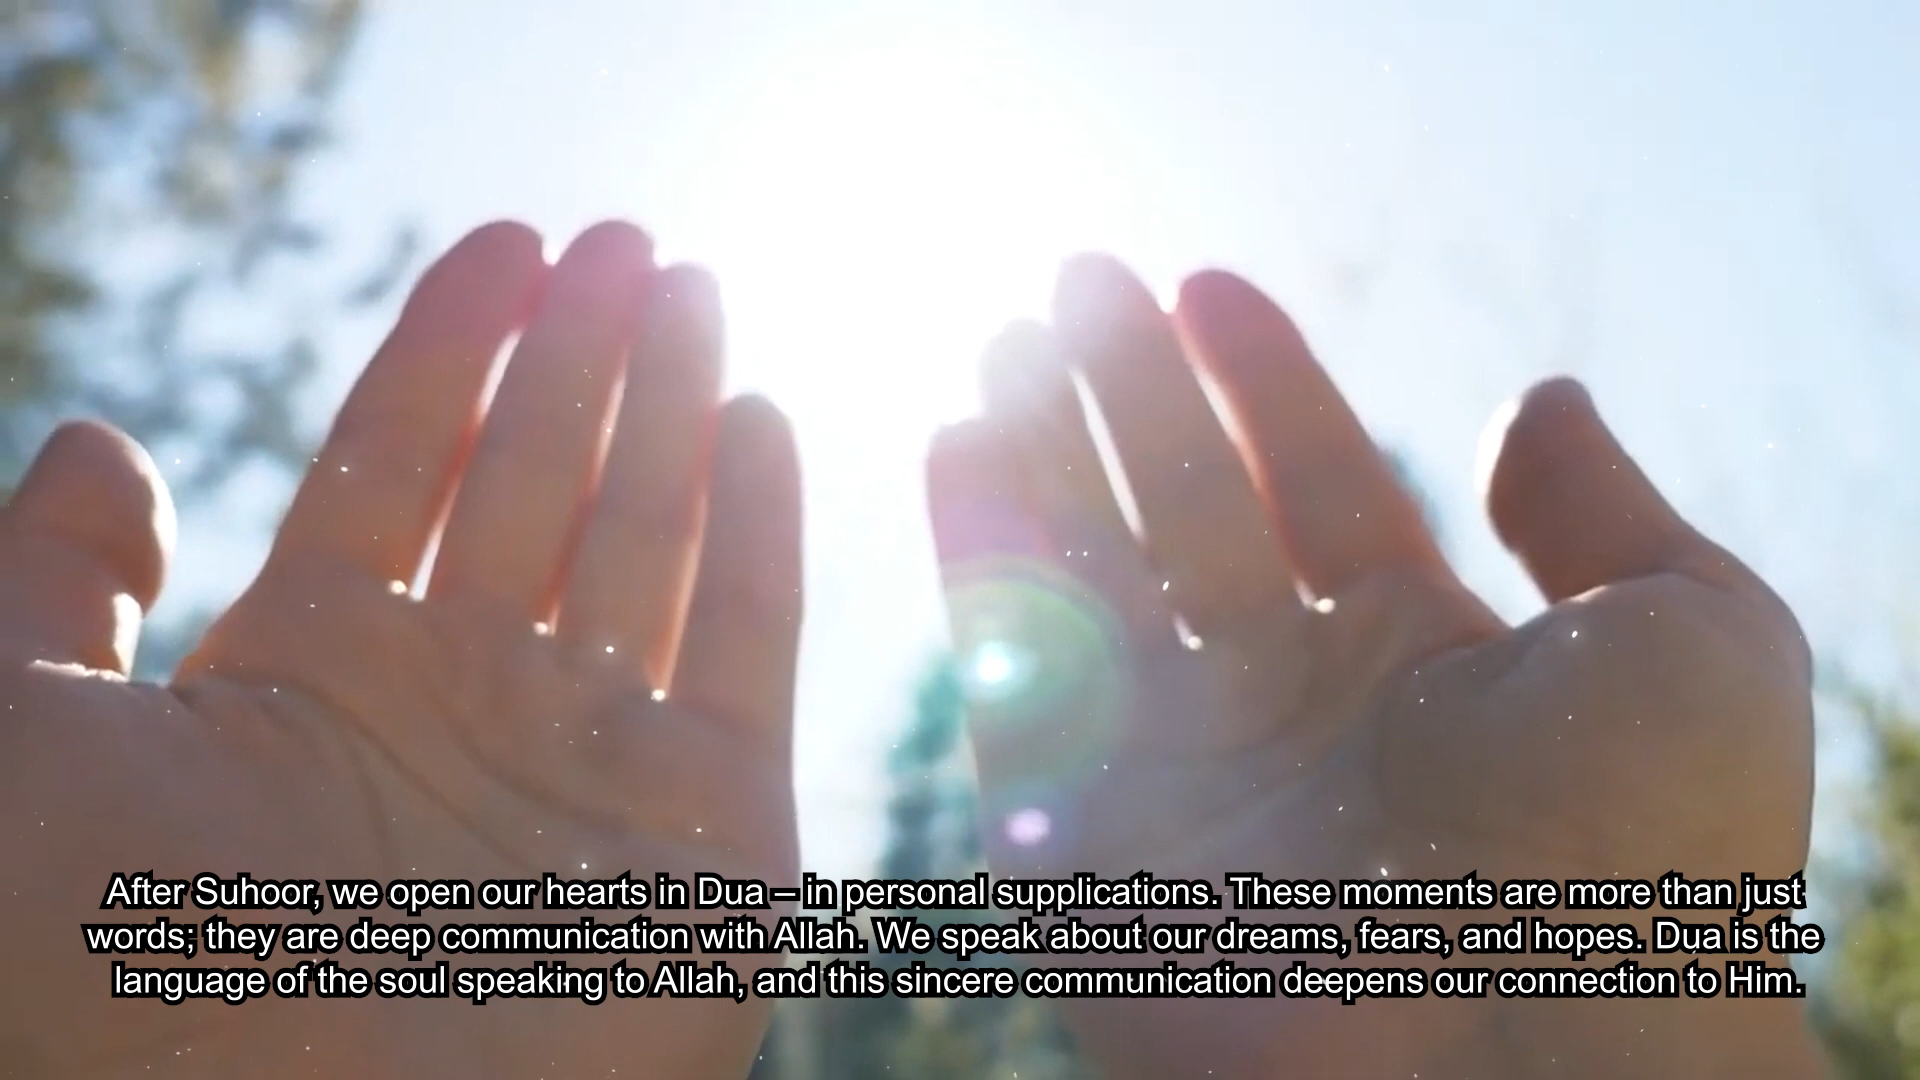 After Suhoor, we open our hearts in Dua – in personal supplications. These moments are more than just
words; they are deep communication with Allah. We speak about our dreams, fears, and hopes. Dua is the
language of the soul speaking to Allah, and this sincere communication deepens our connection to Him.